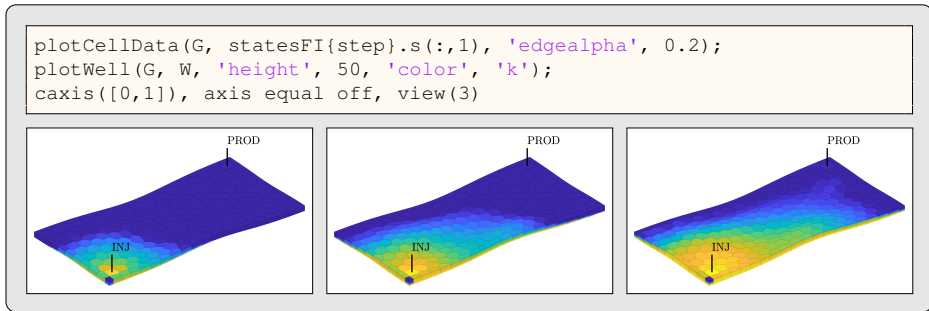 plotCellData(G, statesFI{step}.s(:,1), 'edgealpha', 0.2);
plotWell(G, W, 'height', 50, 'color', 'k');
caxis([0,1]), axis equal off, view(3)
PROD
INJ
PROD
INJ
PROD
INJ